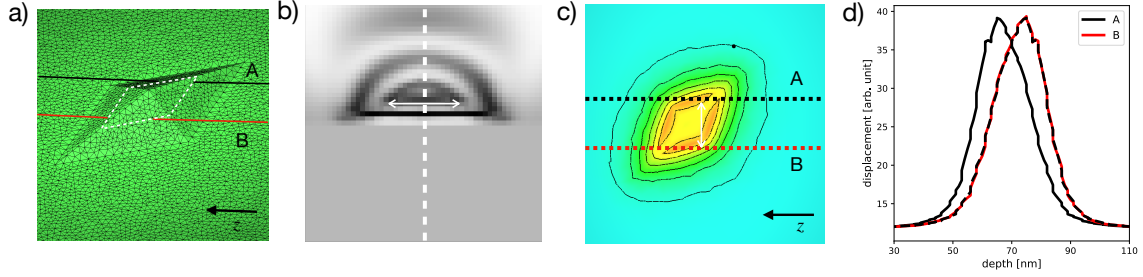 a)
A
B
z
b)
c)
A
B
z
d)
displacement [arb. unit]
40
35
30
25
20
15
A
B
30
50
70
90
110
depth [nm]